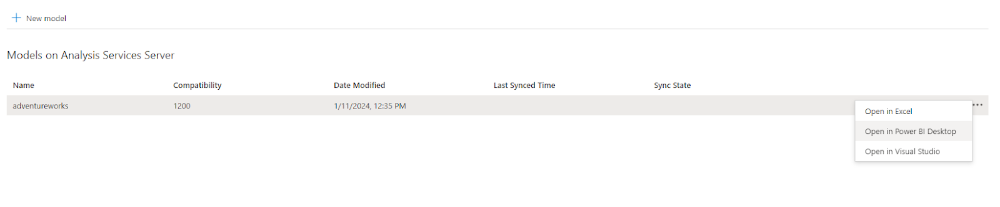 New model
Models on Analysis Services Server
Name Compatibility Date Modified Last Synced Time Sync State
adventureworks 1200 1/11/2024, 12:35 PM
Open in Excel
Open in Power BI Desktop
Open in Visual Studio